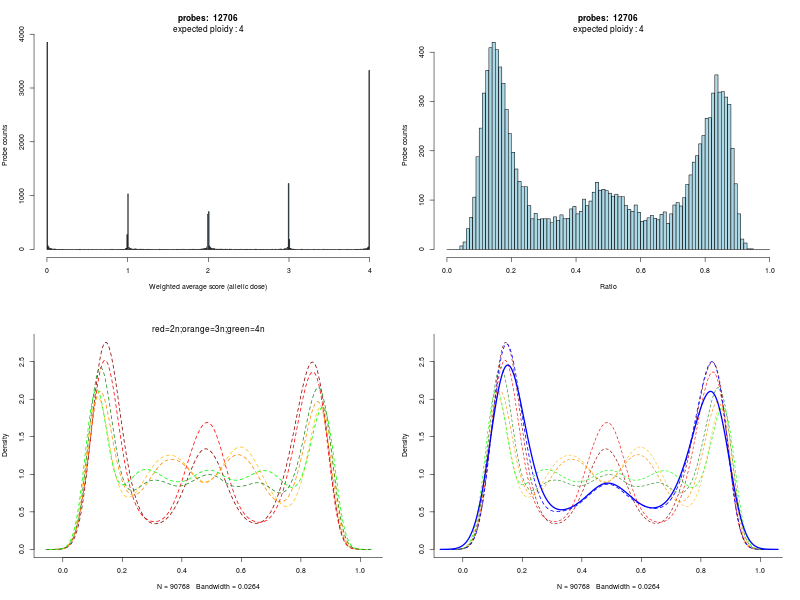 probes: 12706
expected ploidy : 4
Probe counts
4000
3000
2000
1000
0
0 1 2 3 4
Weighted average score (allelic dose)
probes: 12706
expected ploidy : 4
Probe counts
400
300
200
100
0
0.0 0.2 0.4 0.6 0.8 1.0
Ratio
red=2n;orange=3n;green=4n
Density
2.5
2.0
1.5
1.0
0.5
0.0
0.0 0.2 0.4 0.6 0.8 1.0
N = 90768 Bandwidth = 0.0264
Density
2.5
2.0
1.5
1.0
0.5
0.0
0.0 0.2 0.4 0.6 0.8 1.0
N = 90768 Bandwidth = 0.0264